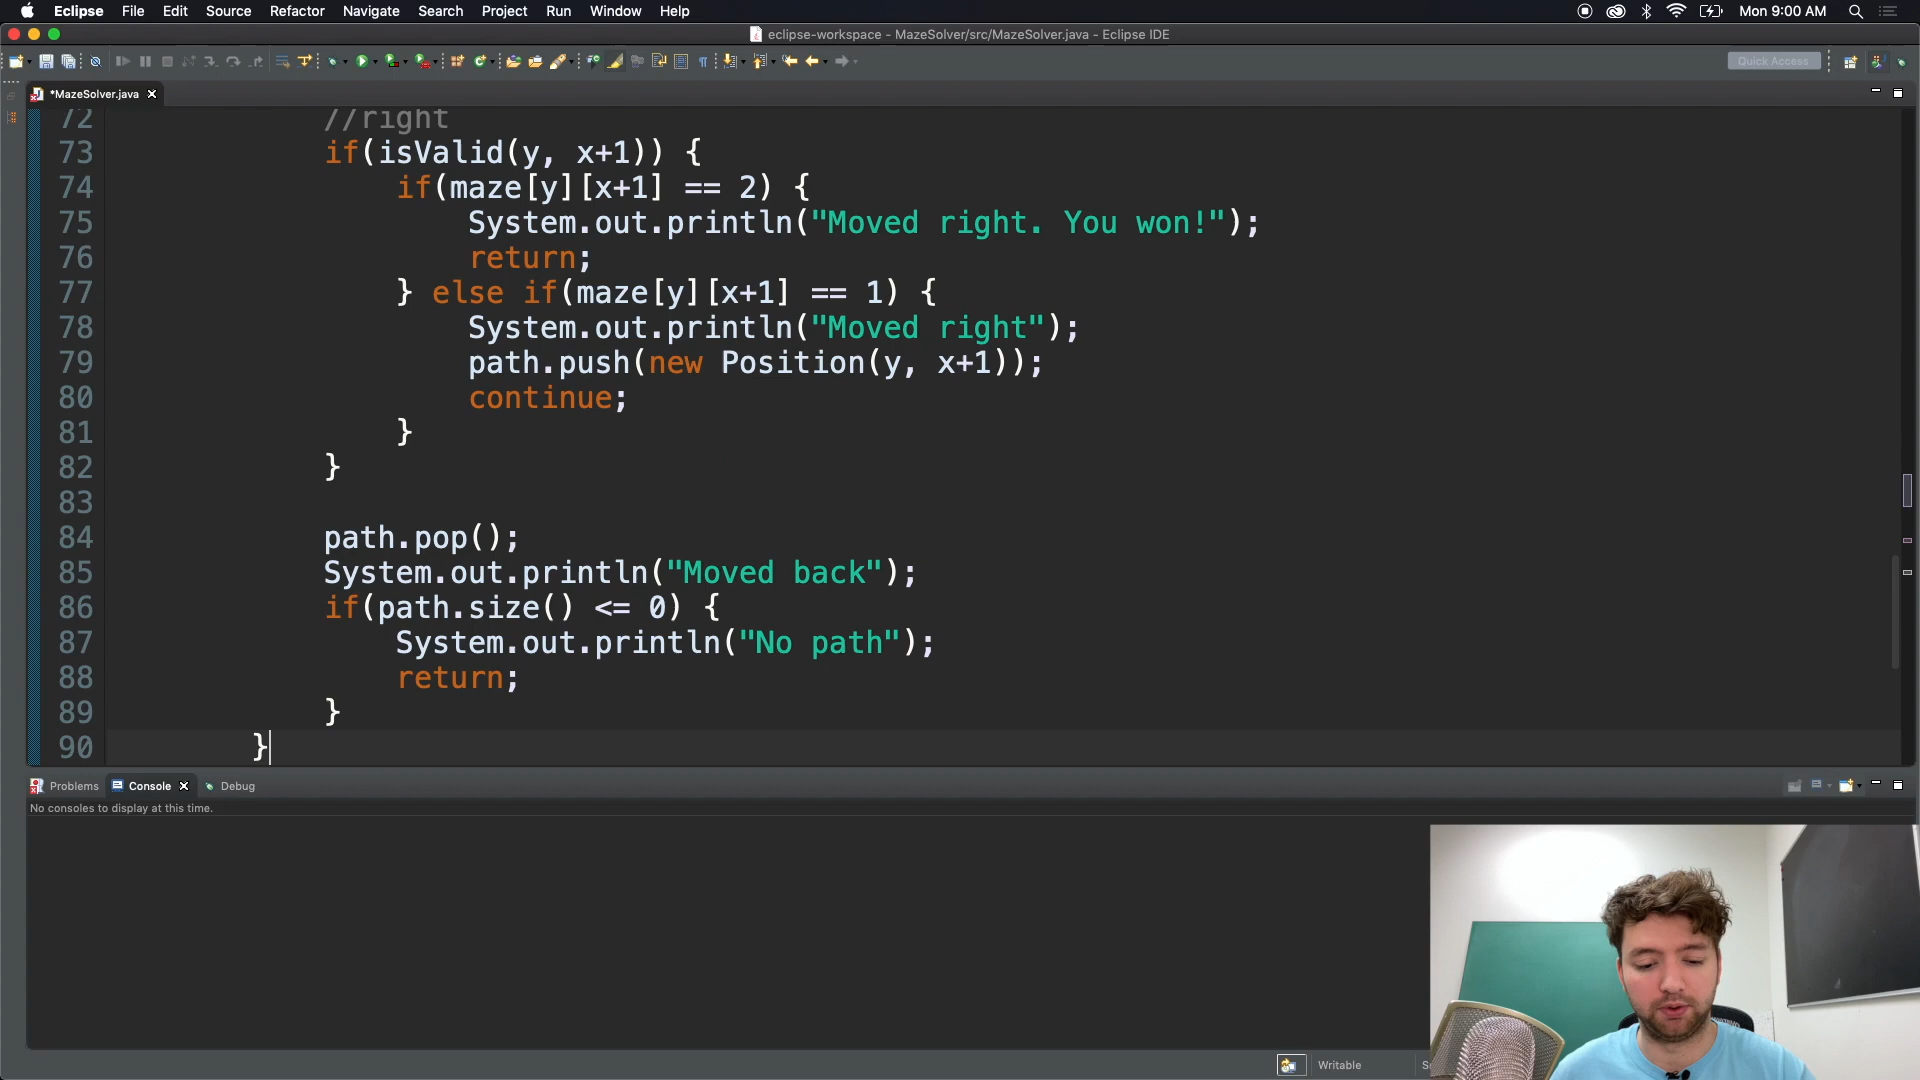 Eclipse File Edit Source Refactor Navigate Search Project Run Window Help Mon 9:00 AM
eclipse-workspace - MazeSolver/src/MazeSolver.java - Eclipse IDE
Quick Access
*MazeSolver.java
72 //right
73 if(isValid(y, x+1)) {
74 if(maze[y][x+1] == 2) {
75 System.out.println("Moved right. You won!");
76 return;
77 } else if(maze[y][x+1] == 1) {
78 System.out.println("Moved right");
79 path.push(new Position(y, x+1));
80 continue;
81 }
82 }
83
84 path.pop();
85 System.out.println("Moved back");
86 if(path.size() <= 0) {
87 System.out.println("No path");
88 return;
89 }
90 }
Problems Console Debug
No consoles to display at this time.
Writable